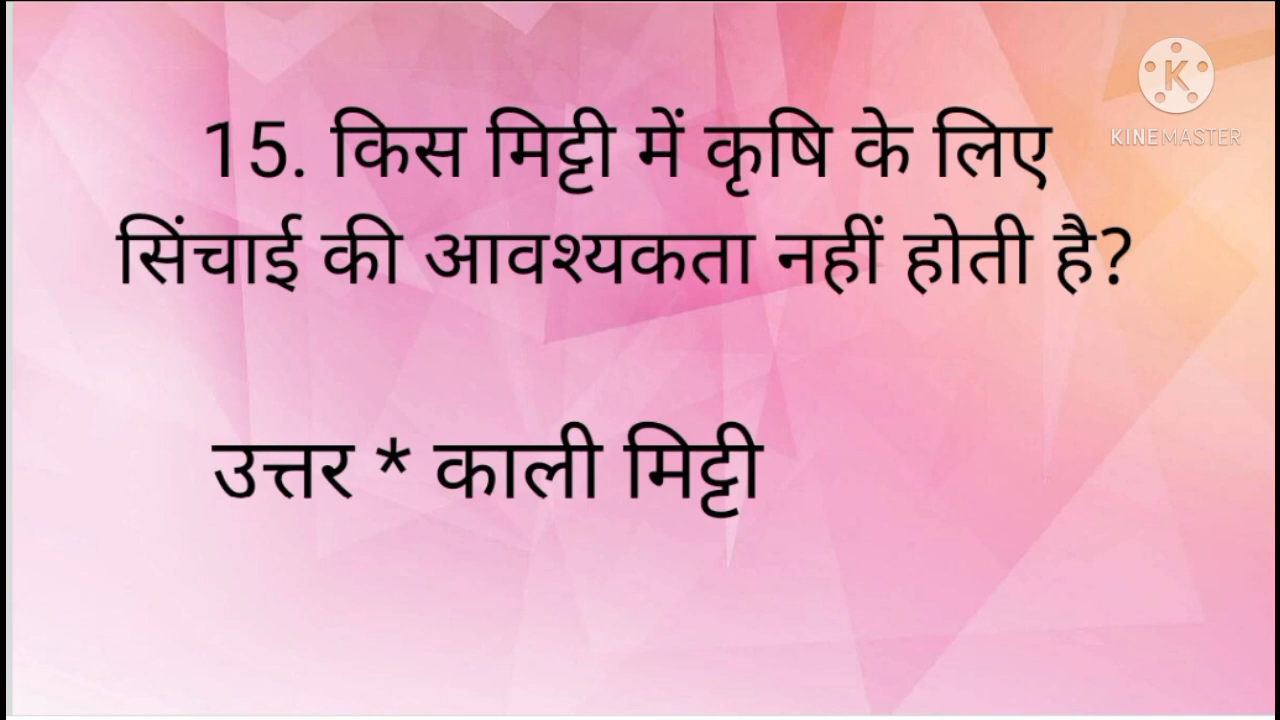 15. किस मिट्टी में कृषि के लिए
सिंचाई की आवश्यकता नहीं होती है?
उत्तर * काली मिट्टी
K
KINEMASTER